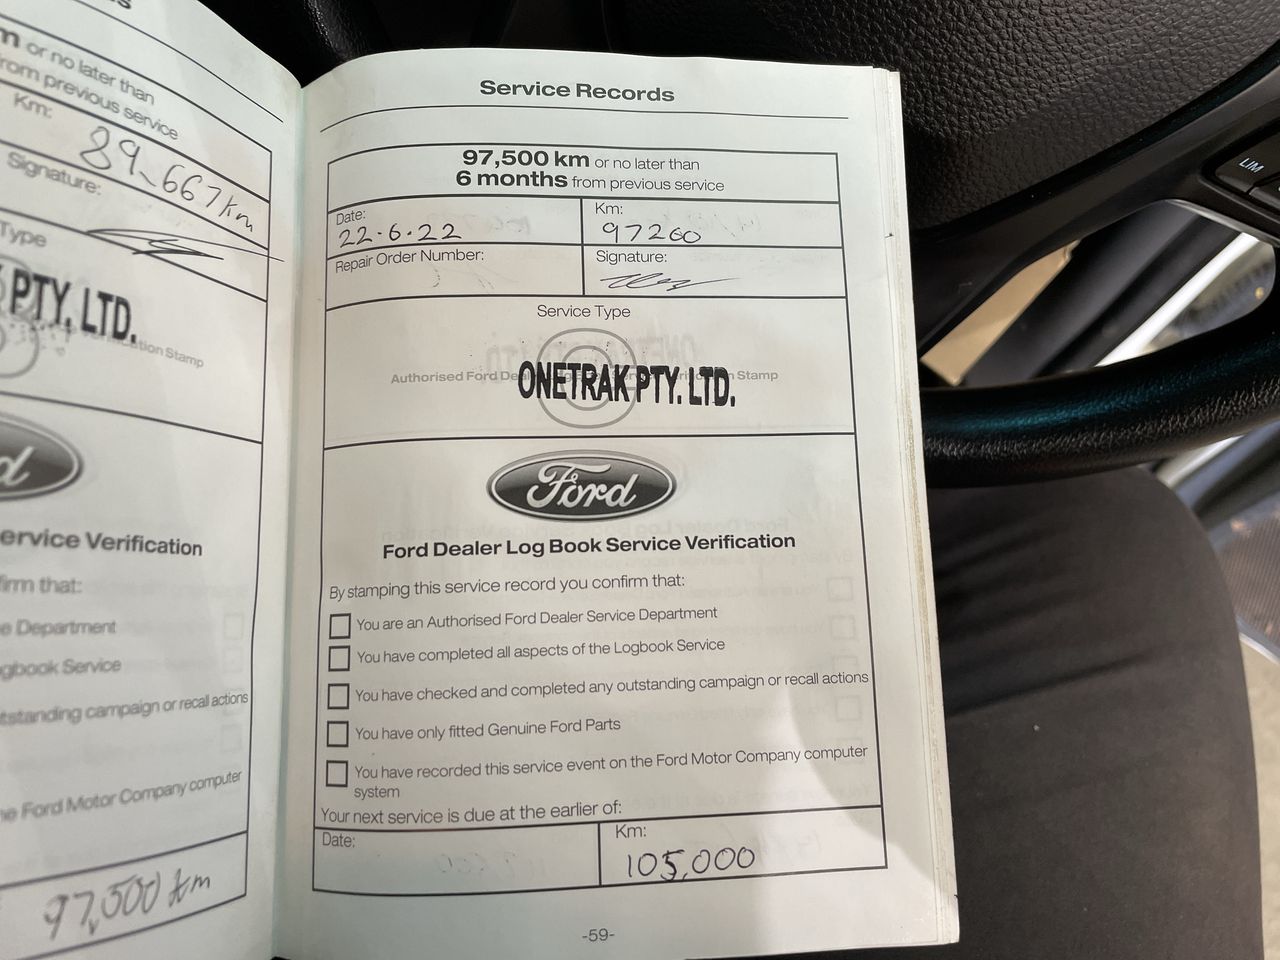 m or no later than
from previous service
Km:
89,667km
Signature:
Type
PTY, LTD.
ation Stamp
d
ervice Verification
firm that:
e Department
gbook Service
tstanding campaign or recall actions
he Ford Motor Company computer
97,500 km
Service Records
97,500 km or no later than
6 months from previous service
Date:
22.6.22
Km:
97260
Repair Order Number:
Signature:
Service Type
Authorised Ford Stamp
ONETRAK PTY. LTD.
Ford
Ford Dealer Log Book Service Verification
By stamping this service record you confirm that:
You are an Authorised Ford Dealer Service Department
You have completed all aspects of the Logbook Service
You have checked and completed any outstanding campaign or recall actions
You have only fitted Genuine Ford Parts
You have recorded this service event on the Ford Motor Company computer
system
Your next service is due at the earlier of:
Date:
Km:
105,000
-59-
LIM